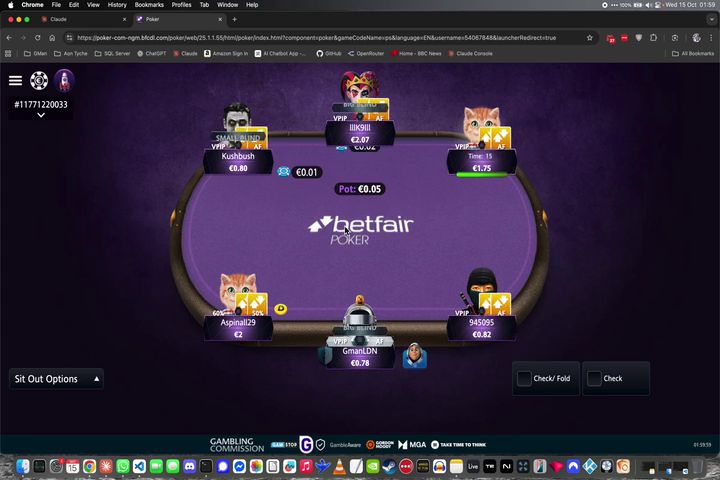 Chrome File Edit View History Bookmarks Profiles Tab Window Help 100% Wed 15 Oct 01:59
Claude Poker
https://poker-com-ngm.bfcdl.com/poker/web/25.1.1.55/html/poker/index.html?component=poker&gameCodeName=ps&language=EN&username=54067848&launcherRedirect=true
GMan Aon Tyche SQL Server ChatGPT Claude Amazon Sign In AI Chatbot App -... GitHub OpenRouter Home - BBC News Claude Console All Bookmarks
#11771220033
BIG BLIND
VPIP AF
lllK9lll
€2.07
€0.02
SMALL BLIND
VPIP AF
Kushbush
€0.80
€0.01
VPIP AF
Time: 15
€1.75
Pot: €0.05
betfair
POKER
60% 50%
Aspinall29
€2
D
BIG BLIND
VPIP AF
GmanLDN
€0.78
VPIP AF
945095
€0.82
Sit Out Options
Check/ Fold
Check
GAMBLING COMMISSION GAMSTOP G GambleAware GORDON MOODY MGA TAKE TIME TO THINK
01:59:59